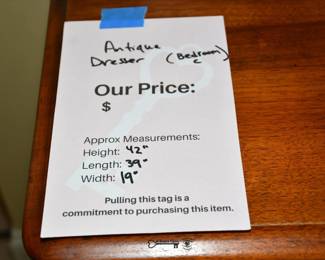 Antique
Dresser (Bedroom)
Our Price:
$
Approx Measurements:
Height: 42"
Length: 39"
Width: 19"
Pulling this tag is a
commitment to purchasing this item.